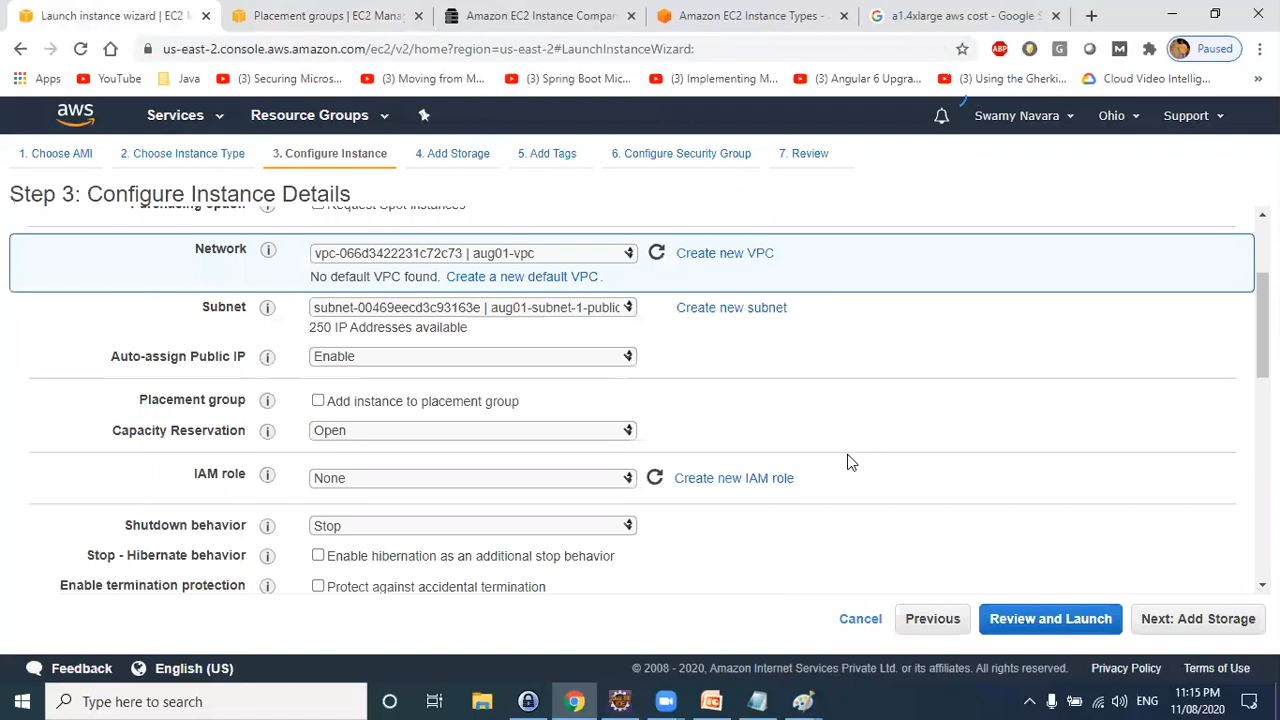 Launch instance wizard | EC2 M
Placement groups | EC2 Manag
Amazon EC2 Instance Compari
Amazon EC2 Instance Types -
a1.4xlarge aws cost - Google S
us-east-2.console.aws.amazon.com/ec2/v2/home?region=us-east-2#LaunchInstanceWizard:
ABP
G
M
Paused
Apps
YouTube
Java
(3) Securing Micros...
(3) Moving from M...
(3) Spring Boot Mic...
(3) Implementing M...
(3) Angular 6 Upgra...
(3) Using the Gherki...
Cloud Video Intellig...
aws
Services
Resource Groups
Swamy Navara
Ohio
Support
1. Choose AMI
2. Choose Instance Type
3. Configure Instance
4. Add Storage
5. Add Tags
6. Configure Security Group
7. Review
Step 3: Configure Instance Details
Purchasing option
Request Spot instances
Network
vpc-066d3422231c72c73 | aug01-vpc
Create new VPC
No default VPC found. Create a new default VPC.
Subnet
subnet-00469eecd3c93163e | aug01-subnet-1-public
Create new subnet
250 IP Addresses available
Auto-assign Public IP
Enable
Placement group
Add instance to placement group
Capacity Reservation
Open
IAM role
None
Create new IAM role
Shutdown behavior
Stop
Stop - Hibernate behavior
Enable hibernation as an additional stop behavior
Enable termination protection
Protect against accidental termination
Cancel
Previous
Review and Launch
Next: Add Storage
Feedback
English (US)
© 2008 - 2020, Amazon Internet Services Private Ltd. or its affiliates. All rights reserved.
Privacy Policy
Terms of Use
Type here to search
ENG
11:15 PM
11/08/2020